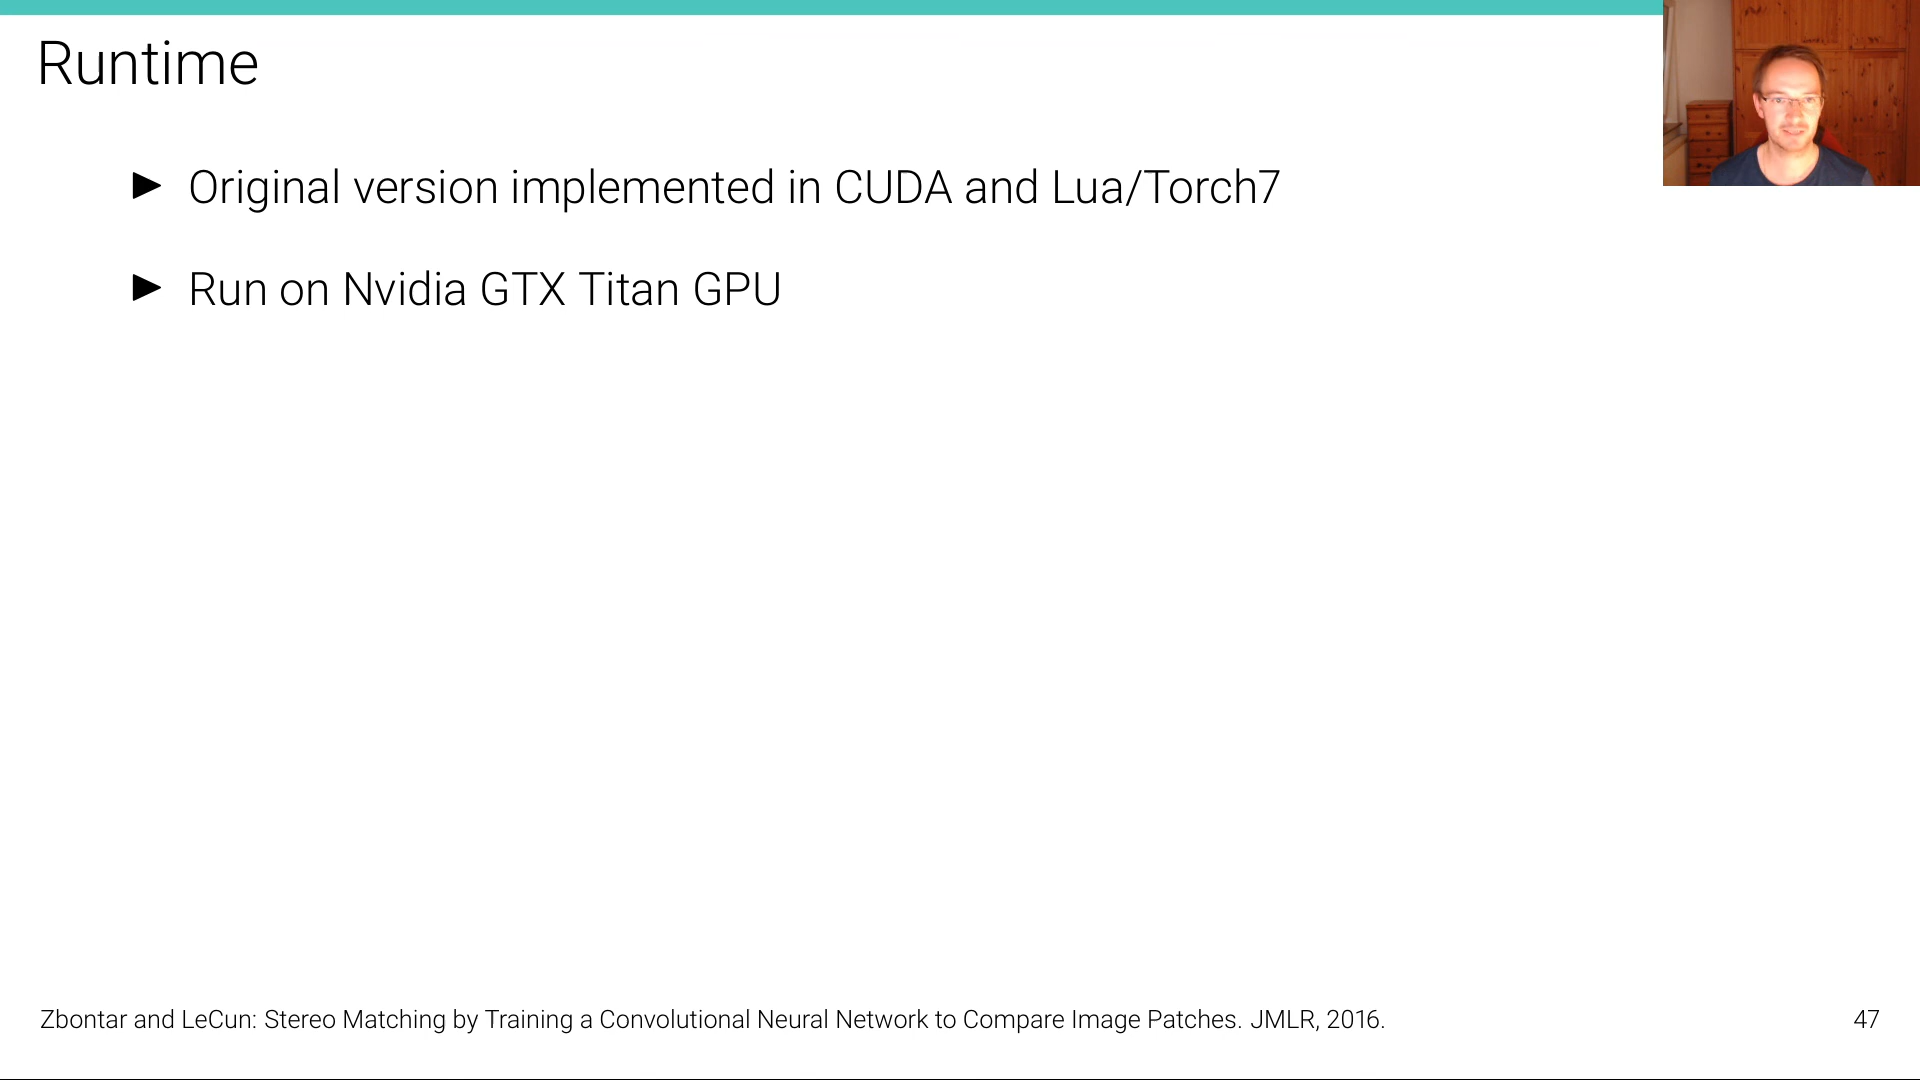 Runtime
► Original version implemented in CUDA and Lua/Torch7
► Run on Nvidia GTX Titan GPU
Zbontar and LeCun: Stereo Matching by Training a Convolutional Neural Network to Compare Image Patches. JMLR, 2016.
47